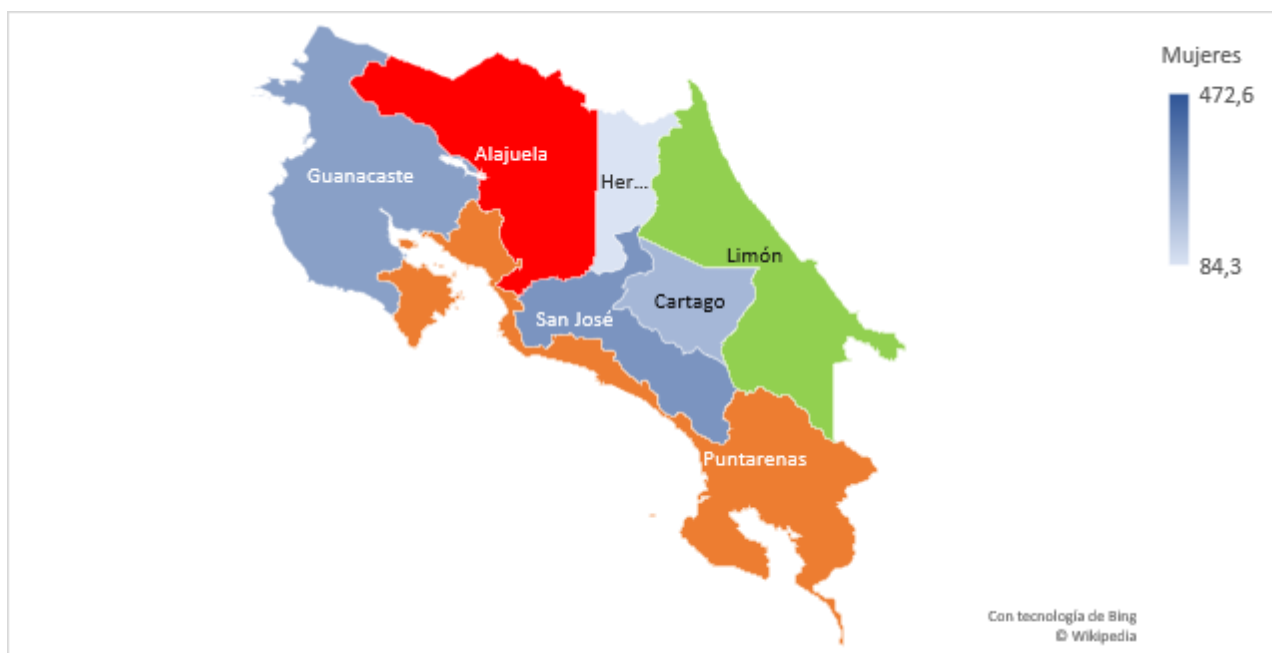 Mujeres
472,6
84,3
Alajuela
Guanacaste
Her...
Limón
Cartago
San José
Puntarenas
Con tecnología de Bing
© Wikipedia